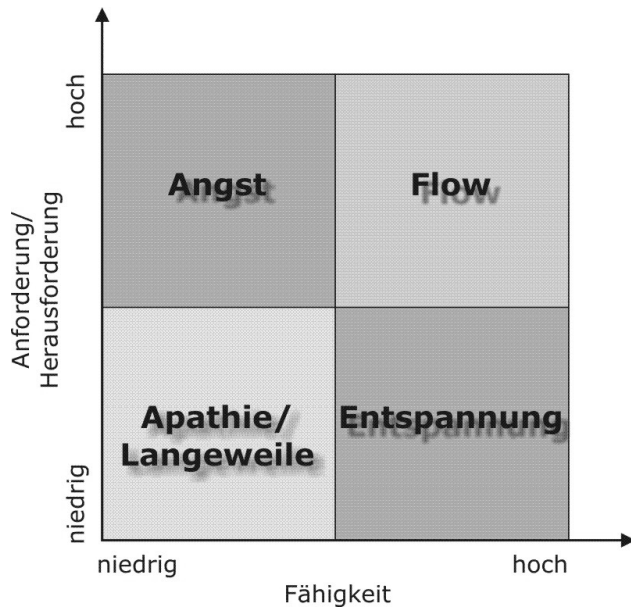 hoch
Angst
Flow
Anforderung/
Herausforderung
Apathie/
Langeweile
Entspannung
niedrig
niedrig
hoch
Fähigkeit